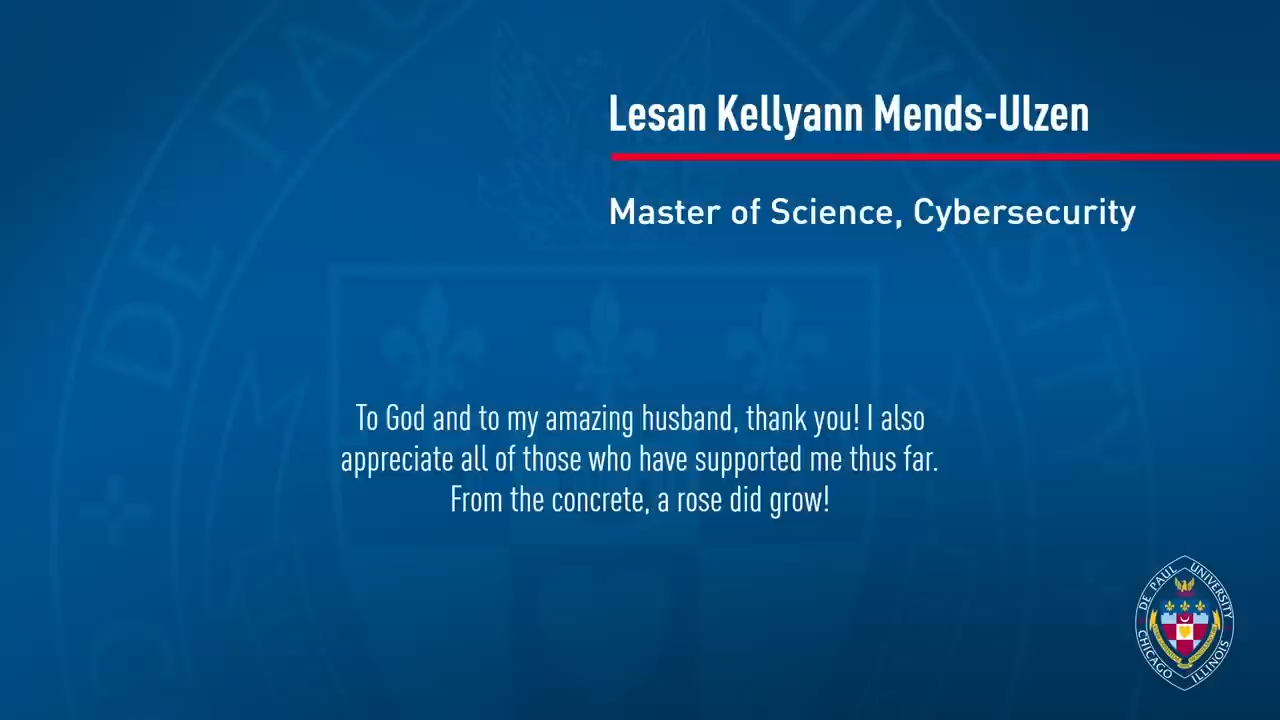 Lesan Kellyann Mends-Ulzen
Master of Science, Cybersecurity
To God and to my amazing husband, thank you! I also
appreciate all of those who have supported me thus far.
From the concrete, a rose did grow!
DE PAUL UNIVERSITY
CHICAGO ILLINOIS